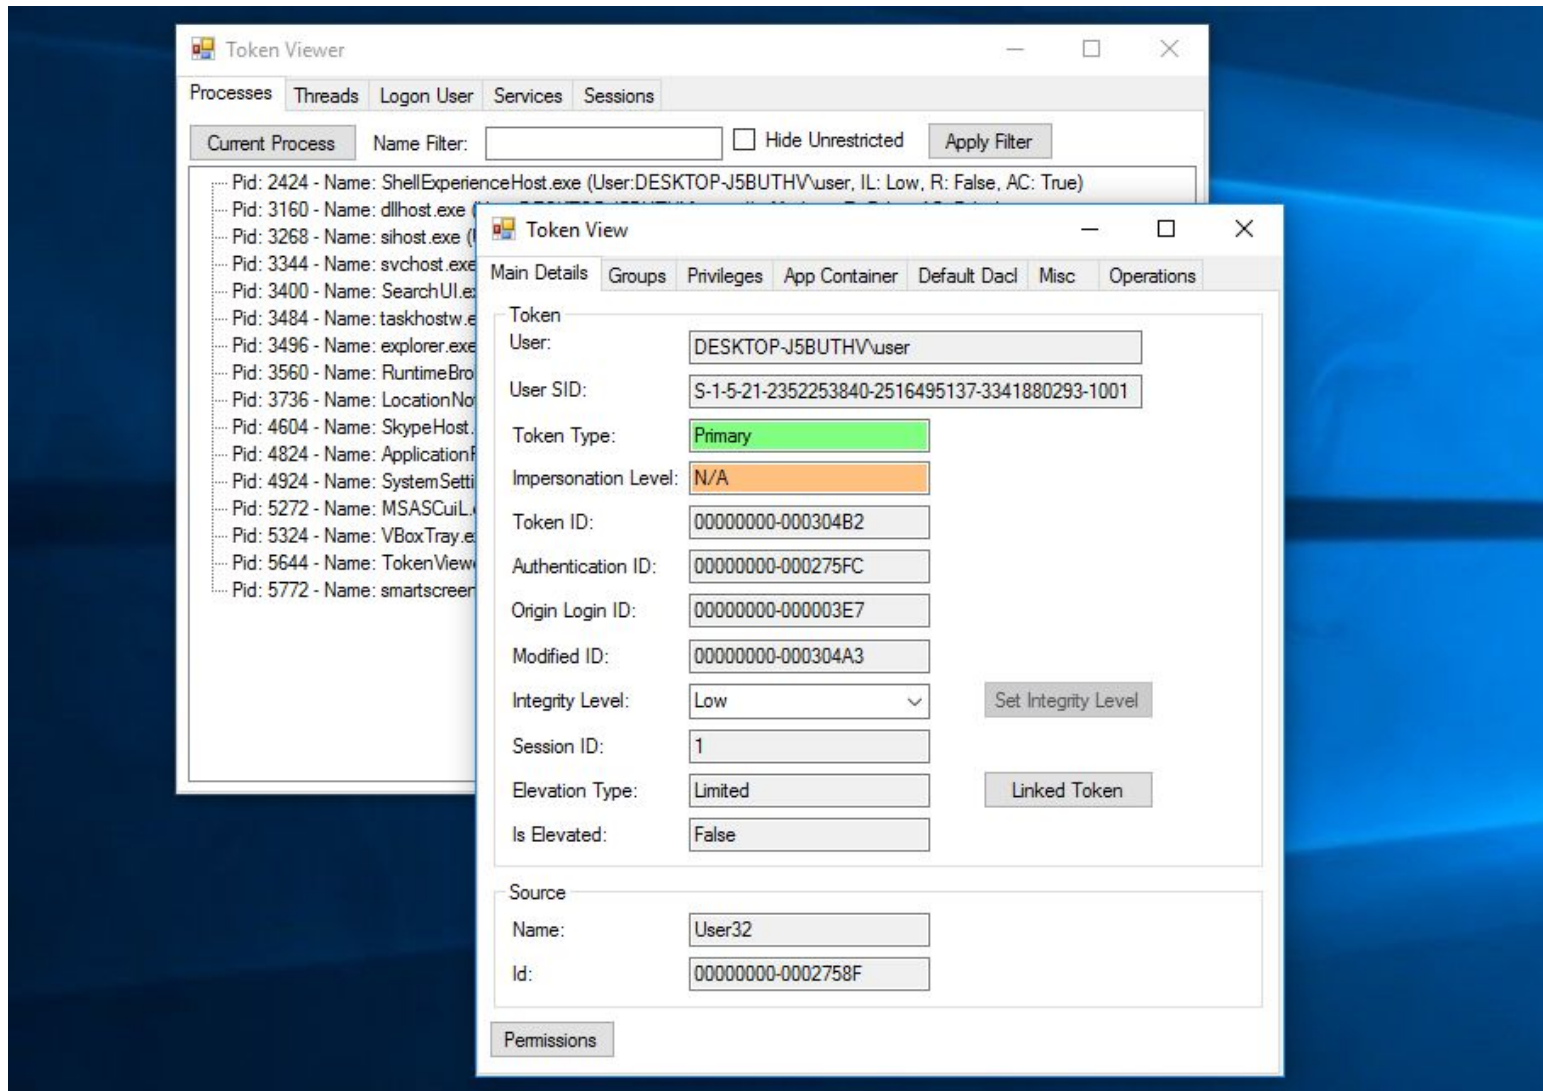 Token Viewer
Processes Threads Logon User Services Sessions
Current Process Name Filter: Hide Unrestricted Apply Filter
Pid: 2424 - Name: ShellExperienceHost.exe (User:DESKTOP-J5BUTHV\user, IL: Low, R: False, AC: True)
Pid: 3160 - Name: dllhost.exe
Pid: 3268 - Name: sihost.exe
Pid: 3344 - Name: svchost.exe
Pid: 3400 - Name: SearchUI.e
Pid: 3484 - Name: taskhostw.e
Pid: 3496 - Name: explorer.exe
Pid: 3560 - Name: RuntimeBro
Pid: 3736 - Name: LocationNo
Pid: 4604 - Name: SkypeHost.
Pid: 4824 - Name: Application
Pid: 4924 - Name: SystemSetti
Pid: 5272 - Name: MSASCuiL.
Pid: 5324 - Name: VBoxTray.e
Pid: 5644 - Name: TokenView
Pid: 5772 - Name: smartscreen
Token View
Main Details Groups Privileges App Container Default Dacl Misc Operations
Token
User: DESKTOP-J5BUTHV\user
User SID: S-1-5-21-2352253840-2516495137-3341880293-1001
Token Type: Primary
Impersonation Level: N/A
Token ID: 00000000-000304B2
Authentication ID: 00000000-000275FC
Origin Login ID: 00000000-000003E7
Modified ID: 00000000-000304A3
Integrity Level: Low Set Integrity Level
Session ID: 1
Elevation Type: Limited Linked Token
Is Elevated: False
Source
Name: User32
Id: 00000000-0002758F
Permissions